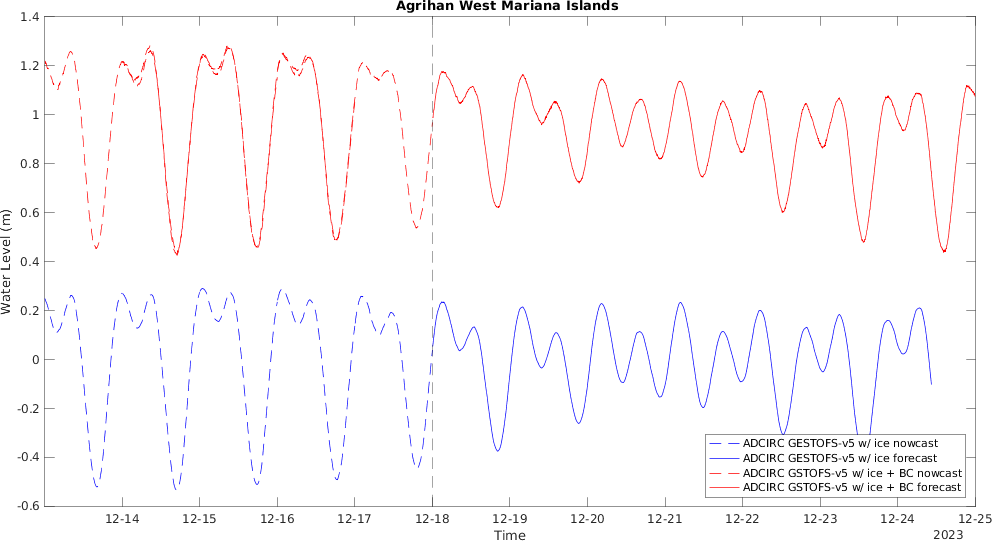 Agrihan West Mariana Islands
1.4
1.2
1
0.8
0.6
0.4
0.2
0
-0.2
-0.4
-0.6
Water Level (m)
ADCIRC GESTOFS-v5 w/ ice nowcast
ADCIRC GESTOFS-v5 w/ ice forecast
ADCIRC GSTOFS-v5 w/ ice + BC nowcast
ADCIRC GSTOFS-v5 w/ ice + BC forecast
12-14 12-15 12-16 12-17 12-18 12-19 12-20 12-21 12-22 12-23 12-24 12-25
Time
2023